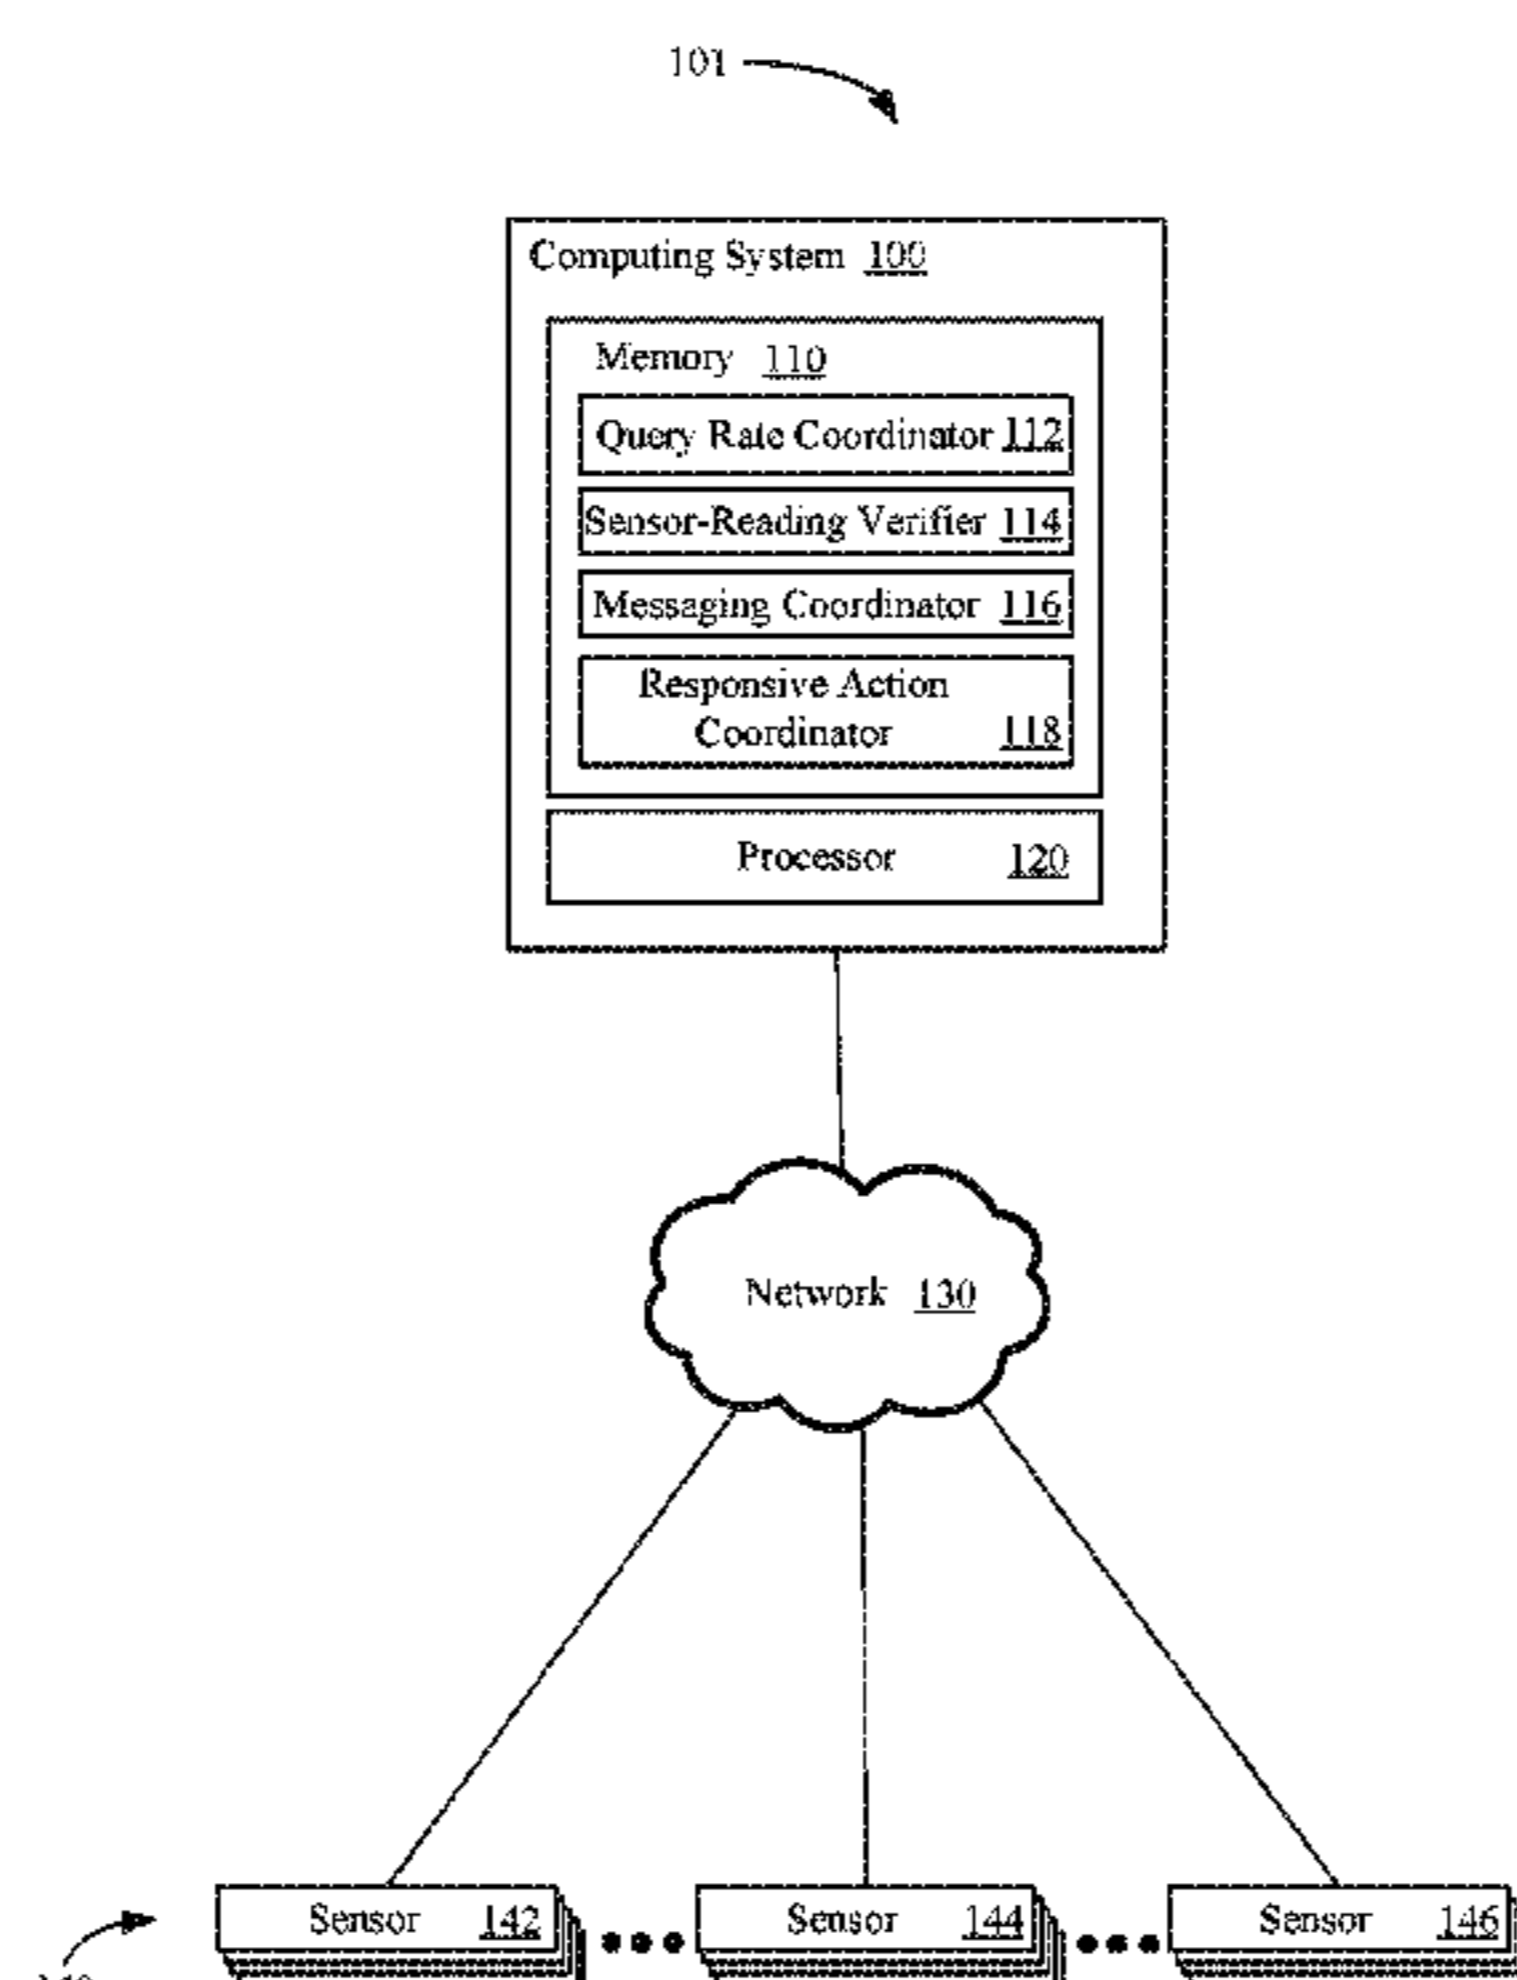 101
Computing System 100
Memory 110
Query Rate Coordinator 112
Sensor-Reading Verifier 114
Messaging Coordinator 116
Responsive Action
Coordinator 118
Processor 120
Network 130
Sensor 142 Sensor 144 Sensor 146